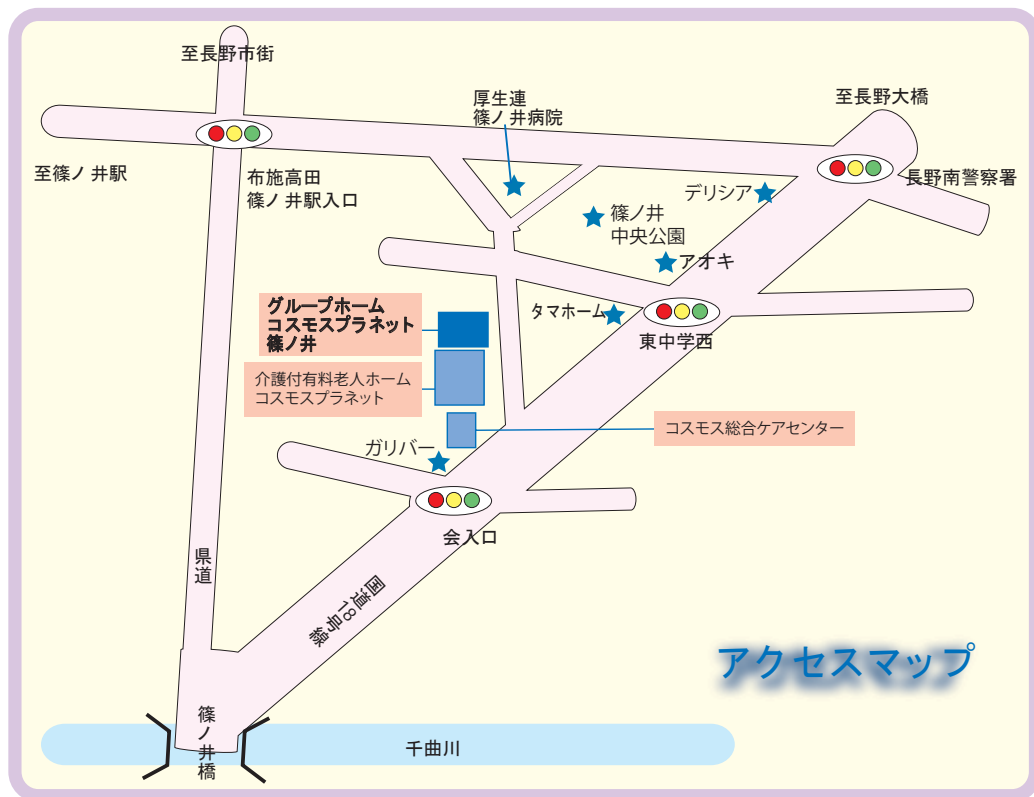 至長野市街
厚生連
篠ノ井病院
至長野大橋
至篠ノ井駅
布施高田
篠ノ井駅入口
長野南警察署
デリシア
篠ノ井
中央公園
アオキ
タマホーム
東中学西
グループホーム
コスモスプラネット
篠ノ井
介護付有料老人ホーム
コスモスプラネット
コスモス総合ケアセンター
ガリバー
会入口
県道
国道18号線
アクセスマップ
篠ノ井橋
千曲川